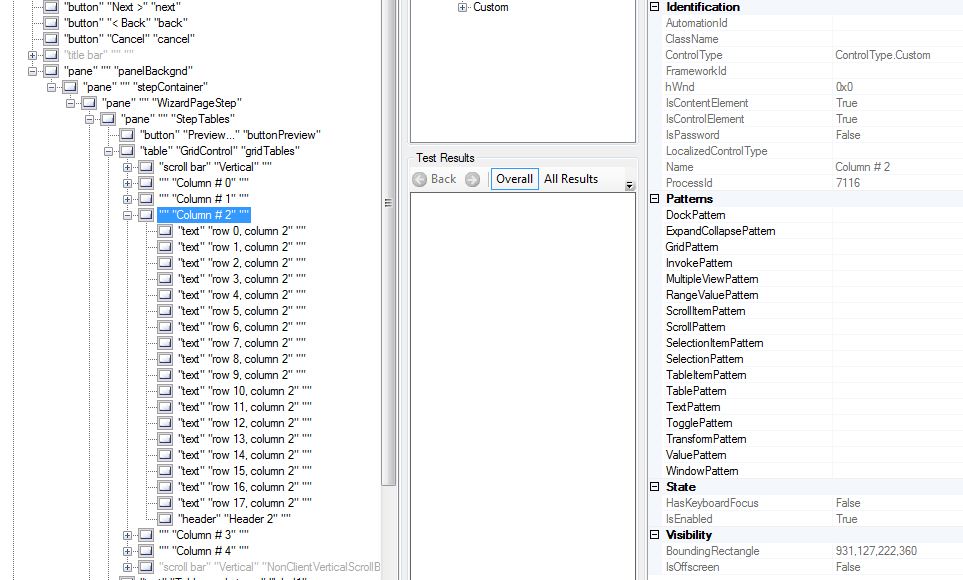 "button" "Next >" "next"
"button" "< Back" "back"
"button" "Cancel" "cancel"
"title bar" "" ""
"pane" "" "panelBackgnd"
"pane" "" "stepContainer"
"pane" "" "WizardPageStep"
"pane" "" "StepTables"
"button" "Preview..." "buttonPreview"
"table" "GridControl" "gridTables"
"scroll bar" "Vertical" ""
"" "Column # 0" ""
"" "Column # 1" ""
"" "Column # 2" ""
"text" "row 0, column 2" ""
"text" "row 1, column 2" ""
"text" "row 2, column 2" ""
"text" "row 3, column 2" ""
"text" "row 4, column 2" ""
"text" "row 5, column 2" ""
"text" "row 6, column 2" ""
"text" "row 7, column 2" ""
"text" "row 8, column 2" ""
"text" "row 9, column 2" ""
"text" "row 10, column 2" ""
"text" "row 11, column 2" ""
"text" "row 12, column 2" ""
"text" "row 13, column 2" ""
"text" "row 14, column 2" ""
"text" "row 15, column 2" ""
"text" "row 16, column 2" ""
"text" "row 17, column 2" ""
"header" "Header 2" ""
"" "Column # 3" ""
"" "Column # 4" ""
"scroll bar" "Vertical" "NonClientVerticalScrollB
Custom
Test Results
Back Overall All Results
Identification
AutomationId
ClassName
ControlType ControlType.Custom
FrameworkId
hWnd 0x0
IsContentElement True
IsControlElement True
IsPassword False
LocalizedControlType
Name Column # 2
ProcessId 7116
Patterns
DockPattern
ExpandCollapsePattern
GridPattern
InvokePattern
MultipleViewPattern
RangeValuePattern
ScrollItemPattern
ScrollPattern
SelectionItemPattern
SelectionPattern
TableItemPattern
TablePattern
TextPattern
TogglePattern
TransformPattern
ValuePattern
WindowPattern
State
HasKeyboardFocus False
IsEnabled True
Visibility
BoundingRectangle 931,127,222,360
IsOffscreen False